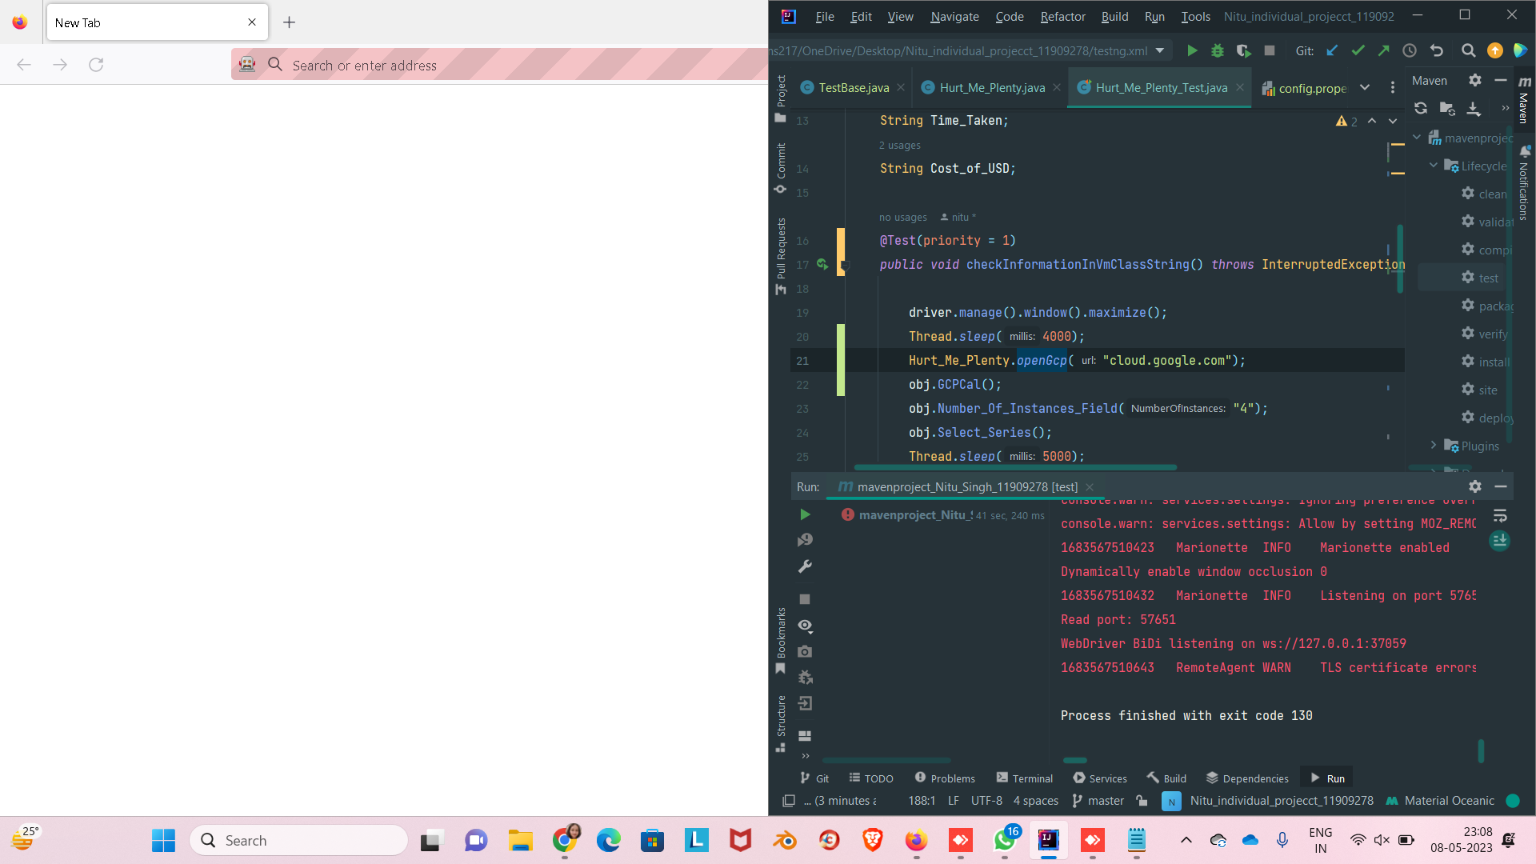 New Tab
Search or enter address
File Edit View Navigate Code Refactor Build Run Tools Nitu_individual_projecct_119092
ns217/OneDrive/Desktop/Nitu_individual_projecct_11909278/testng.xml
Git:
Project
Commit
Pull Requests
Bookmarks
Structure
TestBase.java
Hurt_Me_Plenty.java
Hurt_Me_Plenty_Test.java
config.prope
Maven
13 String Time_Taken;
2
2 usages
14 String Cost_of_USD;
15
no usages nitu *
16 @Test(priority = 1)
17 public void checkInformationInVmClassString() throws InterruptedException
18
19 driver.manage().window().maximize();
20 Thread.sleep( millis: 4000);
21 Hurt_Me_Plenty.openGcp( url: "cloud.google.com");
22 obj.GCPCal();
23 obj.Number_Of_Instances_Field( NumberOfInstances: "4");
24 obj.Select_Series();
25 Thread.sleep( millis: 5000);
mavenprojec
Lifecycle
clean
validat
compi
test
packag
verify
install
site
deploy
Plugins
Maven
Notifications
Run: mavenproject_Nitu_Singh_11909278 [test]
mavenproject_Nitu_S 41 sec, 240 ms
console.warn: services.settings: Ignoring preference over
console.warn: services.settings: Allow by setting MOZ_REMO
1683567510423 Marionette INFO Marionette enabled
Dynamically enable window occlusion 0
1683567510432 Marionette INFO Listening on port 5765
Read port: 57651
WebDriver BiDi listening on ws://127.0.0.1:37059
1683567510643 RemoteAgent WARN TLS certificate errors
Process finished with exit code 130
Git TODO Problems Terminal Services Build Dependencies Run
... (3 minutes a 188:1 LF UTF-8 4 spaces master N Nitu_individual_projecct_11909278 Material Oceanic
25°
Search
16
ENG
IN
23:08
08-05-2023